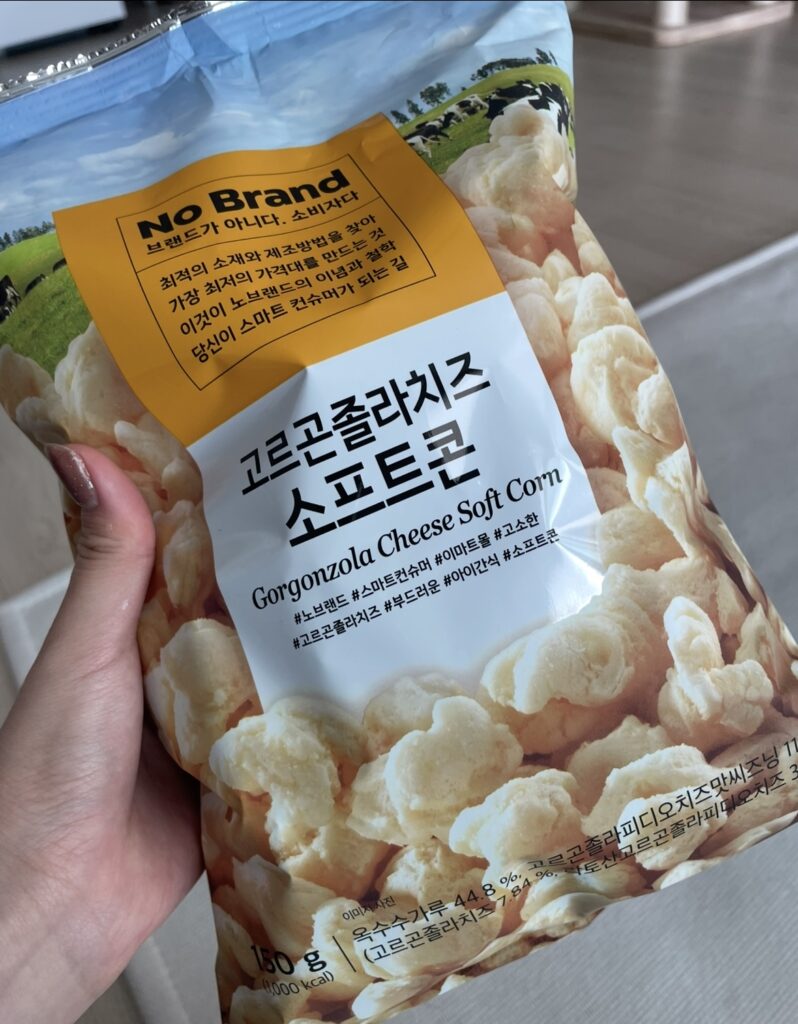 No Brand
브랜드가 아니다. 소비자다
최적의 소재와 제조방법을 찾아
가장 최저의 가격대를 만드는 것
이것이 노브랜드의 이념과 철학
당신이 스마트 컨슈머가 되는 길
고르곤졸라치즈
소프트콘
Gorgonzola Cheese Soft Corn
#노브랜드 #스마트컨슈머 #이마트몰 #고소한
#고르곤졸라치즈 #부드러운 #아이간식 #소프트콘
이미지사진
150 g
(1,000 kcal)
옥수수가루 44.8 %, 고르곤졸라피디오치즈맛씨즈닝 11
(고르곤졸라치즈 7.84 %,